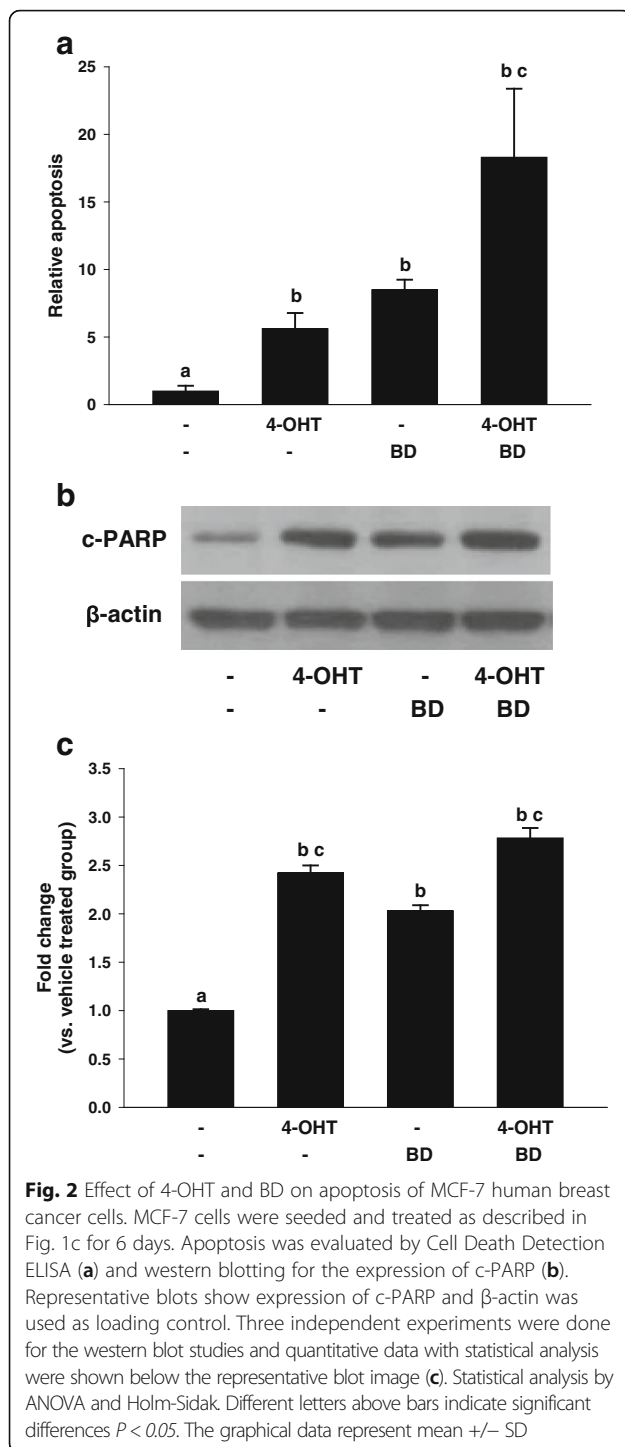 a
25
20
15
10
5
0
Relative apoptosis
a
b
b
b c
- 4-OHT - 4-OHT
- - BD BD
b
c-PARP
β-actin
- 4-OHT - 4-OHT
- - BD BD
c
3.5
3.0
2.5
2.0
1.5
1.0
0.5
0.0
Fold change
(vs. vehicle treated group)
a
b c
b
b c
- 4-OHT - 4-OHT
- - BD BD
Fig. 2 Effect of 4-OHT and BD on apoptosis of MCF-7 human breast
cancer cells. MCF-7 cells were seeded and treated as described in
Fig. 1c for 6 days. Apoptosis was evaluated by Cell Death Detection
ELISA (a) and western blotting for the expression of c-PARP (b).
Representative blots show expression of c-PARP and β-actin was
used as loading control. Three independent experiments were done
for the western blot studies and quantitative data with statistical analysis
were shown below the representative blot image (c). Statistical analysis by
ANOVA and Holm-Sidak. Different letters above bars indicate significant
differences P < 0.05. The graphical data represent mean +/− SD